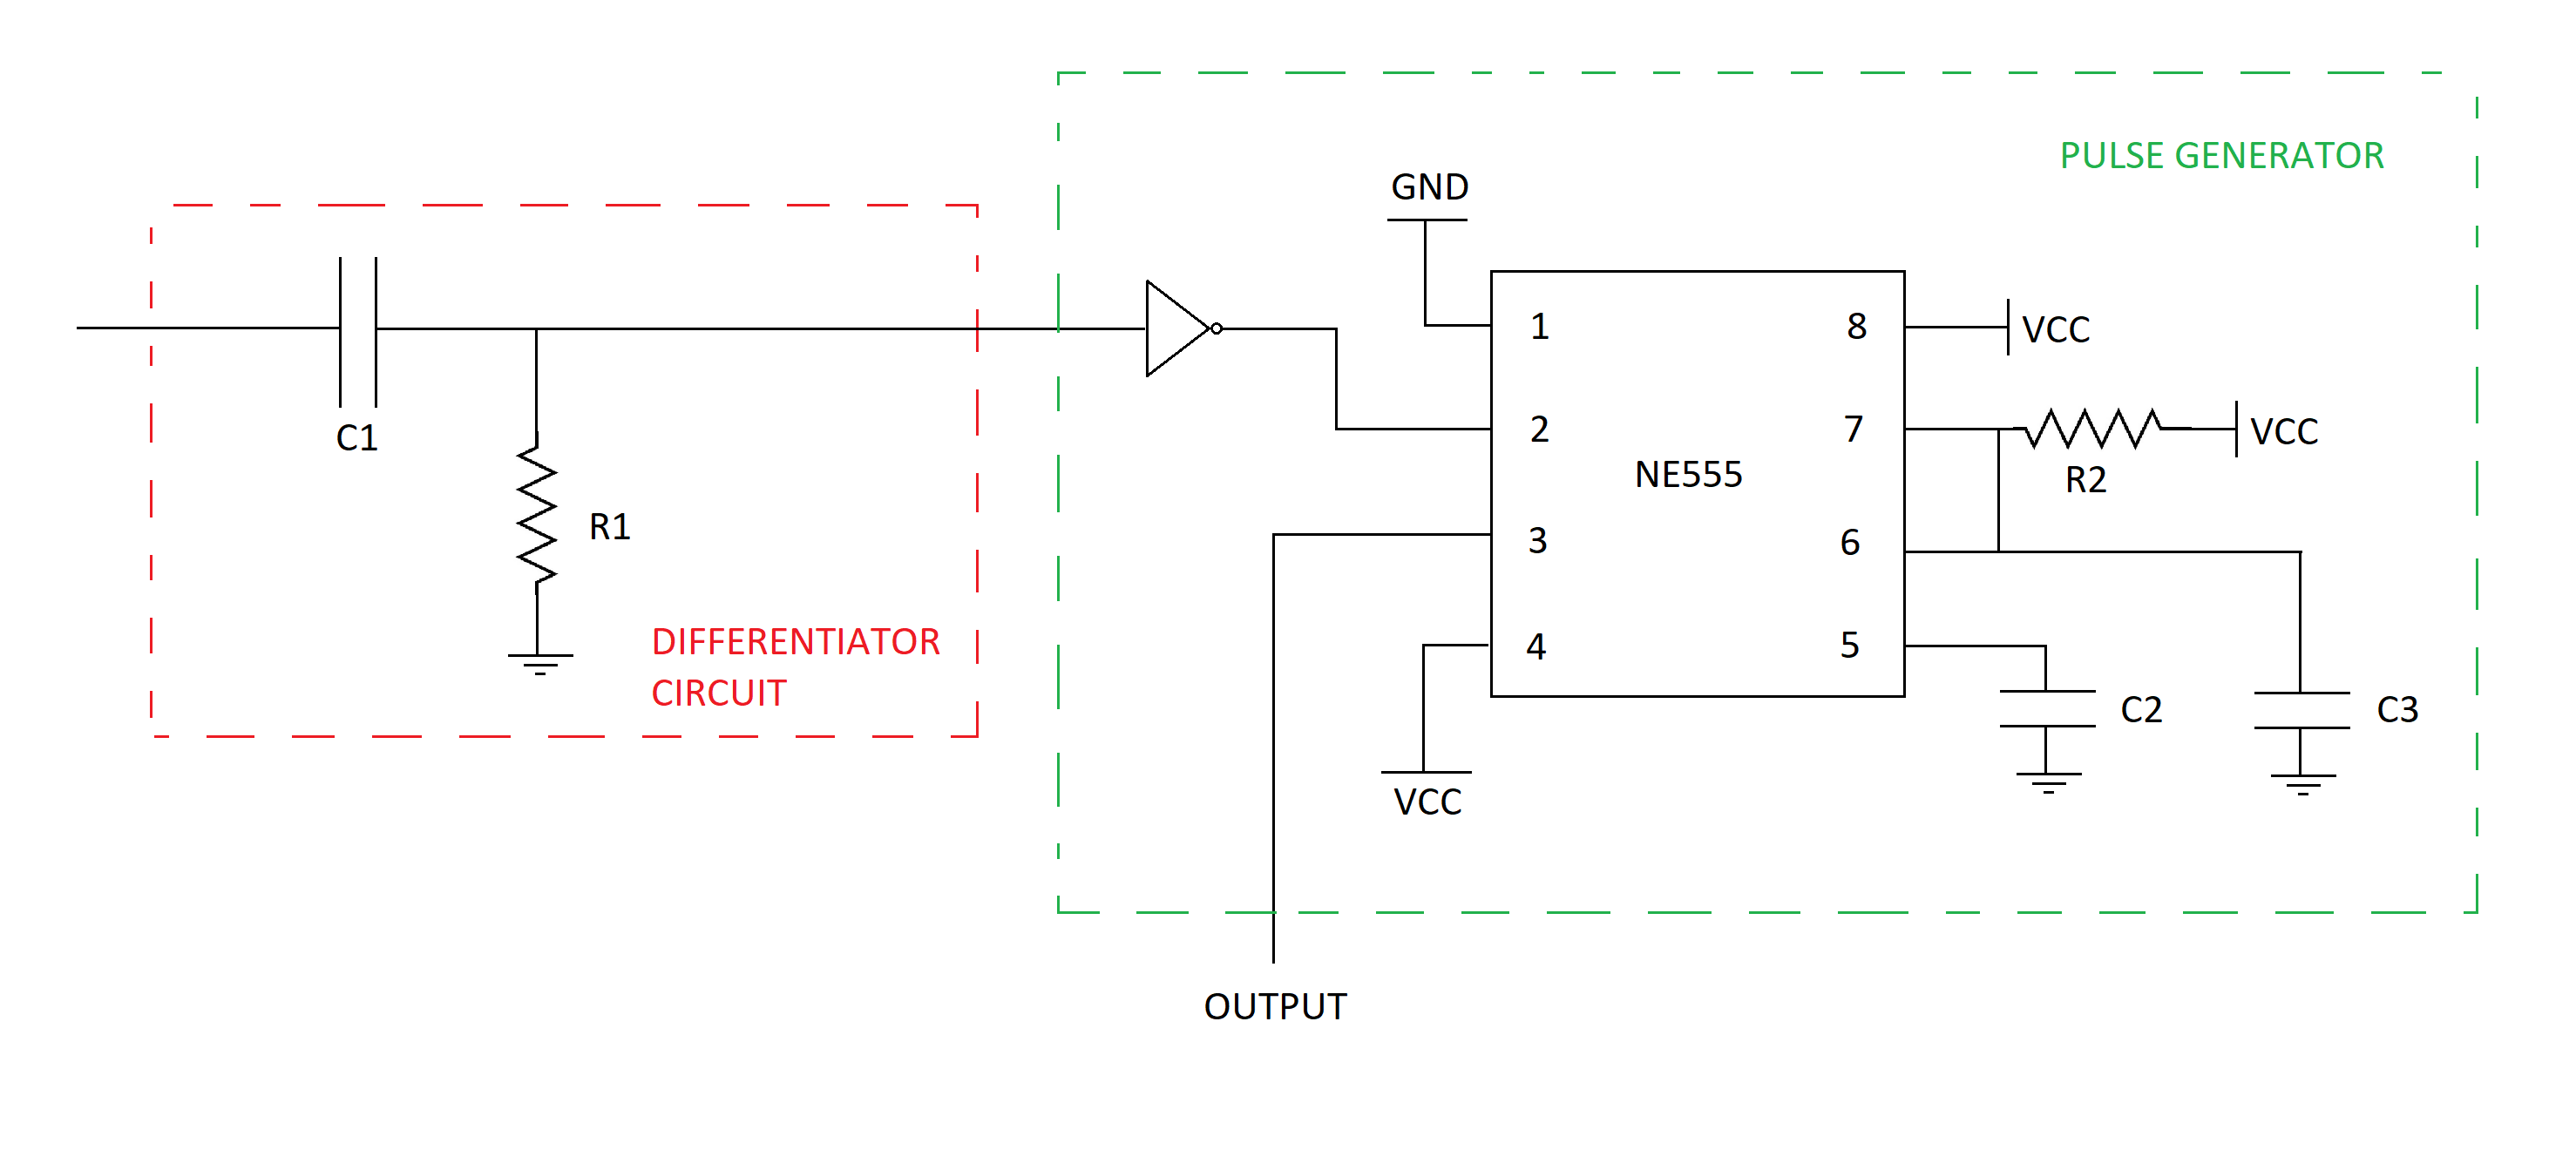 PULSE GENERATOR
GND
1
8
VCC
2
7
VCC
C1
NE555
R2
R1
3
6
DIFFERENTIATOR
CIRCUIT
4
5
C2
C3
VCC
OUTPUT